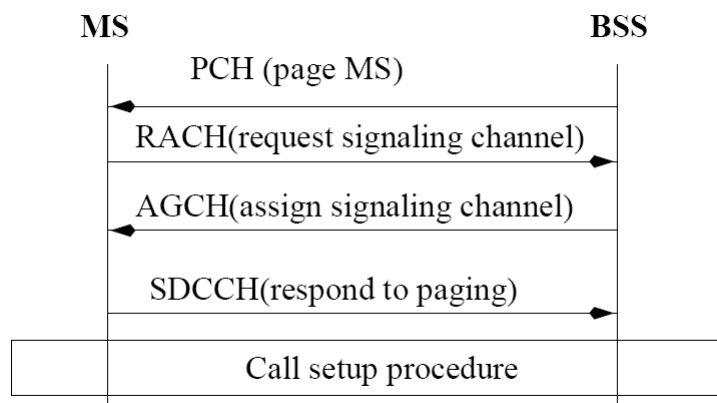 MS BSS
PCH (page MS)
RACH(request signaling channel)
AGCH(assign signaling channel)
SDCCH(respond to paging)
Call setup procedure